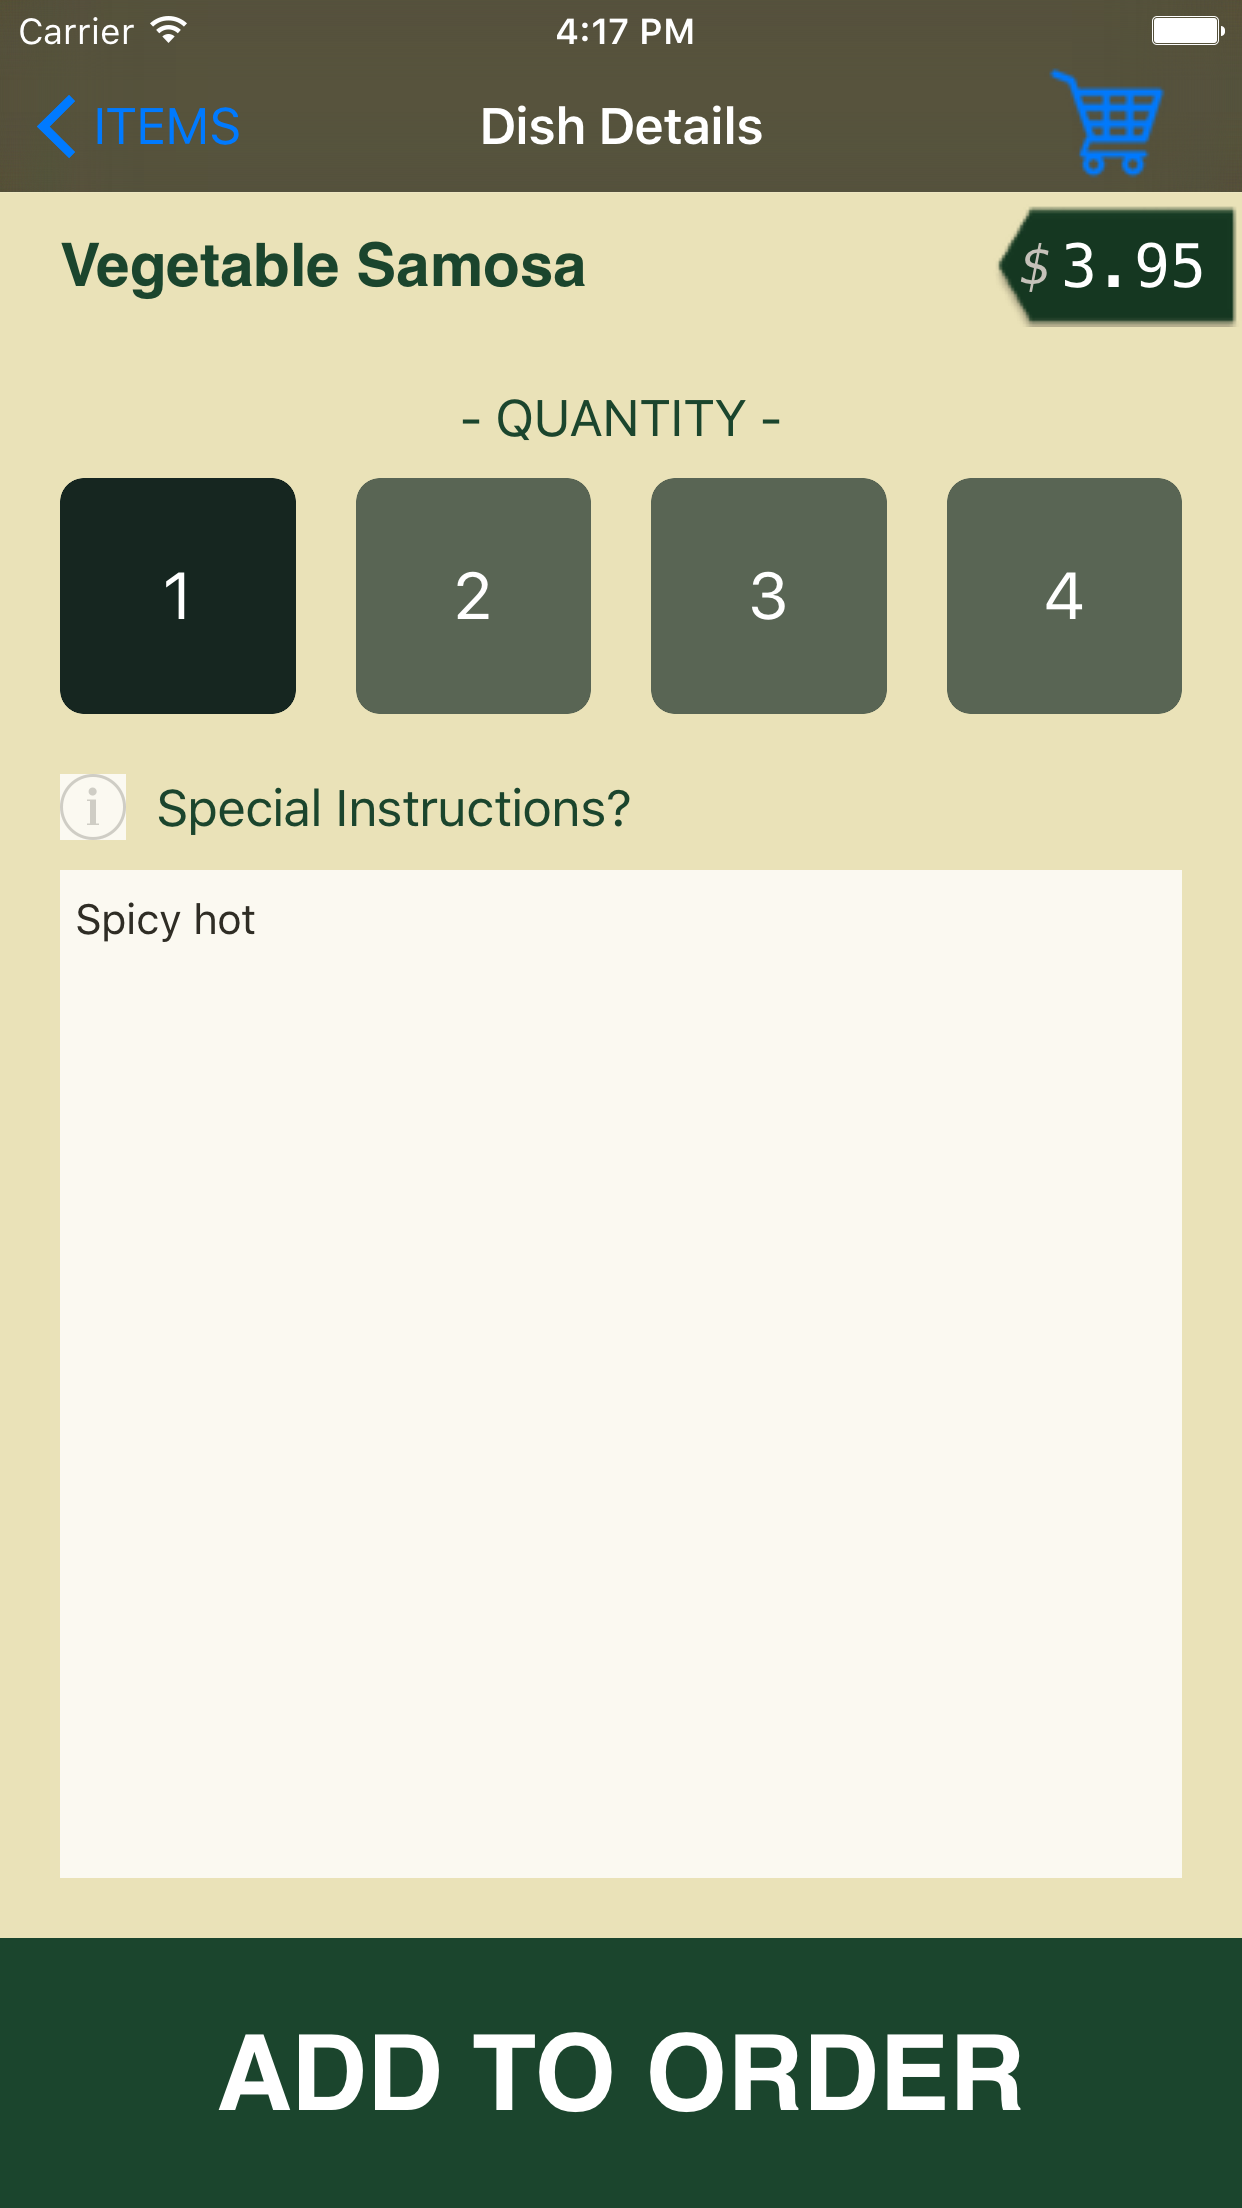 Carrier 4:17 PM
ITEMS Dish Details
Vegetable Samosa $3.95
- QUANTITY -
1 2 3 4
i Special Instructions?
Spicy hot
ADD TO ORDER